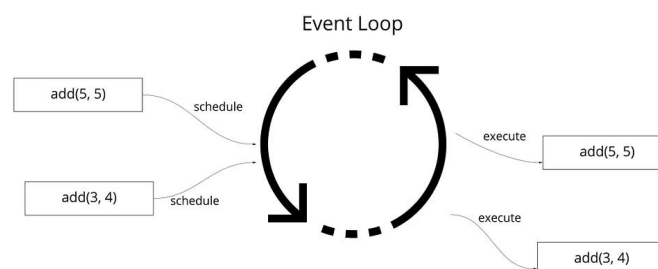 Event Loop
add(5, 5)
schedule
add(3, 4)
schedule
execute
add(5, 5)
execute
add(3, 4)